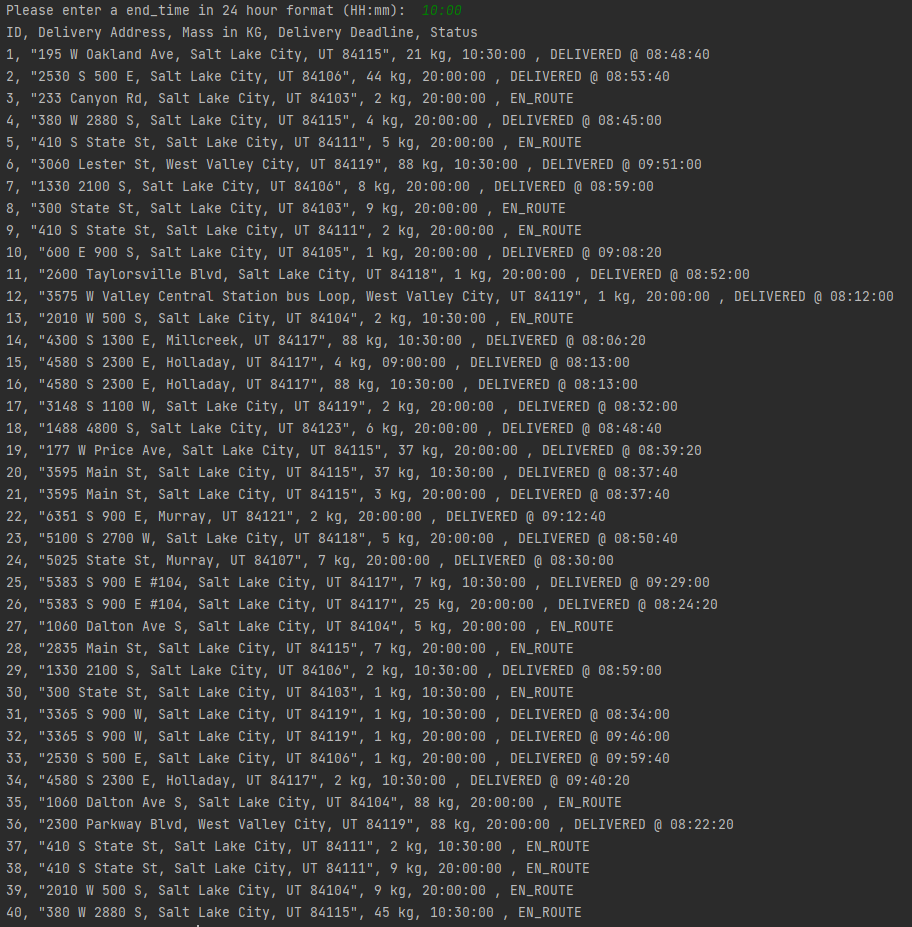 Please enter a end_time in 24 hour format (HH:mm):  10:00
ID, Delivery Address, Mass in KG, Delivery Deadline, Status
1, "195 W Oakland Ave, Salt Lake City, UT 84115", 21 kg, 10:30:00 , DELIVERED @ 08:48:40
2, "2530 S 500 E, Salt Lake City, UT 84106", 44 kg, 20:00:00 , DELIVERED @ 08:53:40
3, "233 Canyon Rd, Salt Lake City, UT 84103", 2 kg, 20:00:00 , EN_ROUTE
4, "380 W 2880 S, Salt Lake City, UT 84115", 4 kg, 20:00:00 , DELIVERED @ 08:45:00
5, "410 S State St, Salt Lake City, UT 84111", 5 kg, 20:00:00 , EN_ROUTE
6, "3060 Lester St, West Valley City, UT 84119", 88 kg, 10:30:00 , DELIVERED @ 09:51:00
7, "1330 2100 S, Salt Lake City, UT 84106", 8 kg, 20:00:00 , DELIVERED @ 08:59:00
8, "300 State St, Salt Lake City, UT 84103", 9 kg, 20:00:00 , EN_ROUTE
9, "410 S State St, Salt Lake City, UT 84111", 2 kg, 20:00:00 , EN_ROUTE
10, "600 E 900 S, Salt Lake City, UT 84105", 1 kg, 20:00:00 , DELIVERED @ 09:08:20
11, "2600 Taylorsville Blvd, Salt Lake City, UT 84118", 1 kg, 20:00:00 , DELIVERED @ 08:52:00
12, "3575 W Valley Central Station bus Loop, West Valley City, UT 84119", 1 kg, 20:00:00 , DELIVERED @ 08:12:00
13, "2010 W 500 S, Salt Lake City, UT 84104", 2 kg, 10:30:00 , EN_ROUTE
14, "4300 S 1300 E, Millcreek, UT 84117", 88 kg, 10:30:00 , DELIVERED @ 08:06:20
15, "4580 S 2300 E, Holladay, UT 84117", 4 kg, 09:00:00 , DELIVERED @ 08:13:00
16, "4580 S 2300 E, Holladay, UT 84117", 88 kg, 10:30:00 , DELIVERED @ 08:13:00
17, "3148 S 1100 W, Salt Lake City, UT 84119", 2 kg, 20:00:00 , DELIVERED @ 08:32:00
18, "1488 4800 S, Salt Lake City, UT 84123", 6 kg, 20:00:00 , DELIVERED @ 08:48:40
19, "177 W Price Ave, Salt Lake City, UT 84115", 37 kg, 20:00:00 , DELIVERED @ 08:39:20
20, "3595 Main St, Salt Lake City, UT 84115", 37 kg, 10:30:00 , DELIVERED @ 08:37:40
21, "3595 Main St, Salt Lake City, UT 84115", 3 kg, 20:00:00 , DELIVERED @ 08:37:40
22, "6351 S 900 E, Murray, UT 84121", 2 kg, 20:00:00 , DELIVERED @ 09:12:40
23, "5100 S 2700 W, Salt Lake City, UT 84118", 5 kg, 20:00:00 , DELIVERED @ 08:50:40
24, "5025 State St, Murray, UT 84107", 7 kg, 20:00:00 , DELIVERED @ 08:30:00
25, "5383 S 900 E #104, Salt Lake City, UT 84117", 7 kg, 10:30:00 , DELIVERED @ 09:29:00
26, "5383 S 900 E #104, Salt Lake City, UT 84117", 25 kg, 20:00:00 , DELIVERED @ 08:24:20
27, "1060 Dalton Ave S, Salt Lake City, UT 84104", 5 kg, 20:00:00 , EN_ROUTE
28, "2835 Main St, Salt Lake City, UT 84115", 7 kg, 20:00:00 , EN_ROUTE
29, "1330 2100 S, Salt Lake City, UT 84106", 2 kg, 10:30:00 , DELIVERED @ 08:59:00
30, "300 State St, Salt Lake City, UT 84103", 1 kg, 10:30:00 , EN_ROUTE
31, "3365 S 900 W, Salt Lake City, UT 84119", 1 kg, 10:30:00 , DELIVERED @ 08:34:00
32, "3365 S 900 W, Salt Lake City, UT 84119", 1 kg, 20:00:00 , DELIVERED @ 09:46:00
33, "2530 S 500 E, Salt Lake City, UT 84106", 1 kg, 20:00:00 , DELIVERED @ 09:59:40
34, "4580 S 2300 E, Holladay, UT 84117", 2 kg, 10:30:00 , DELIVERED @ 09:40:20
35, "1060 Dalton Ave S, Salt Lake City, UT 84104", 88 kg, 20:00:00 , EN_ROUTE
36, "2300 Parkway Blvd, West Valley City, UT 84119", 88 kg, 20:00:00 , DELIVERED @ 08:22:20
37, "410 S State St, Salt Lake City, UT 84111", 2 kg, 10:30:00 , EN_ROUTE
38, "410 S State St, Salt Lake City, UT 84111", 9 kg, 20:00:00 , EN_ROUTE
39, "2010 W 500 S, Salt Lake City, UT 84104", 9 kg, 20:00:00 , EN_ROUTE
40, "380 W 2880 S, Salt Lake City, UT 84115", 45 kg, 10:30:00 , EN_ROUTE